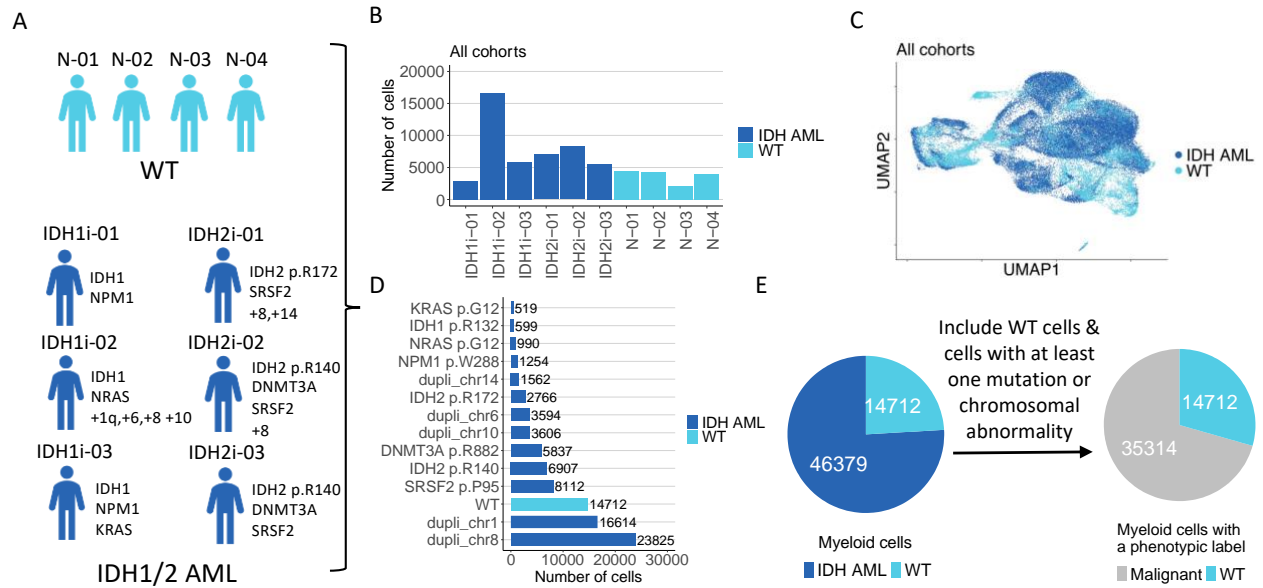 A
N-01 N-02 N-03 N-04
WT
IDH1i-01
IDH1
NPM1
IDH2i-01
IDH2 p.R172
SRSF2
+8,+14
IDH1i-02
IDH1
NRAS
+1q,+6,+8 +10
IDH2i-02
IDH2 p.R140
DNMT3A
SRSF2
+8
IDH1i-03
IDH1
NPM1
KRAS
IDH2i-03
IDH2 p.R140
DNMT3A
SRSF2
IDH1/2 AML
B
All cohorts
Number of cells
20000
15000
10000
5000
0
IDH1i-01
IDH1i-02
IDH1i-03
IDH2i-01
IDH2i-02
IDH2i-03
N-01
N-02
N-03
N-04
IDH AML
WT
C
All cohorts
UMAP2
UMAP1
IDH AML
WT
D
KRAS p.G12 519
IDH1 p.R132 599
NRAS p.G12 990
NPM1 p.W288 1254
dupli_chr14 1562
IDH2 p.R172 2766
dupli_chr6 3594
dupli_chr10 3606
DNMT3A p.R882 5837
IDH2 p.R140 6907
SRSF2 p.P95 8112
WT 14712
dupli_chr1 16614
dupli_chr8 23825
0 10000 20000 30000
Number of cells
IDH AML
WT
E
14712
46379
Myeloid cells
IDH AML WT
Include WT cells &
cells with at least
one mutation or
chromosomal
abnormality
14712
35314
Myeloid cells with
a phenotypic label
Malignant WT